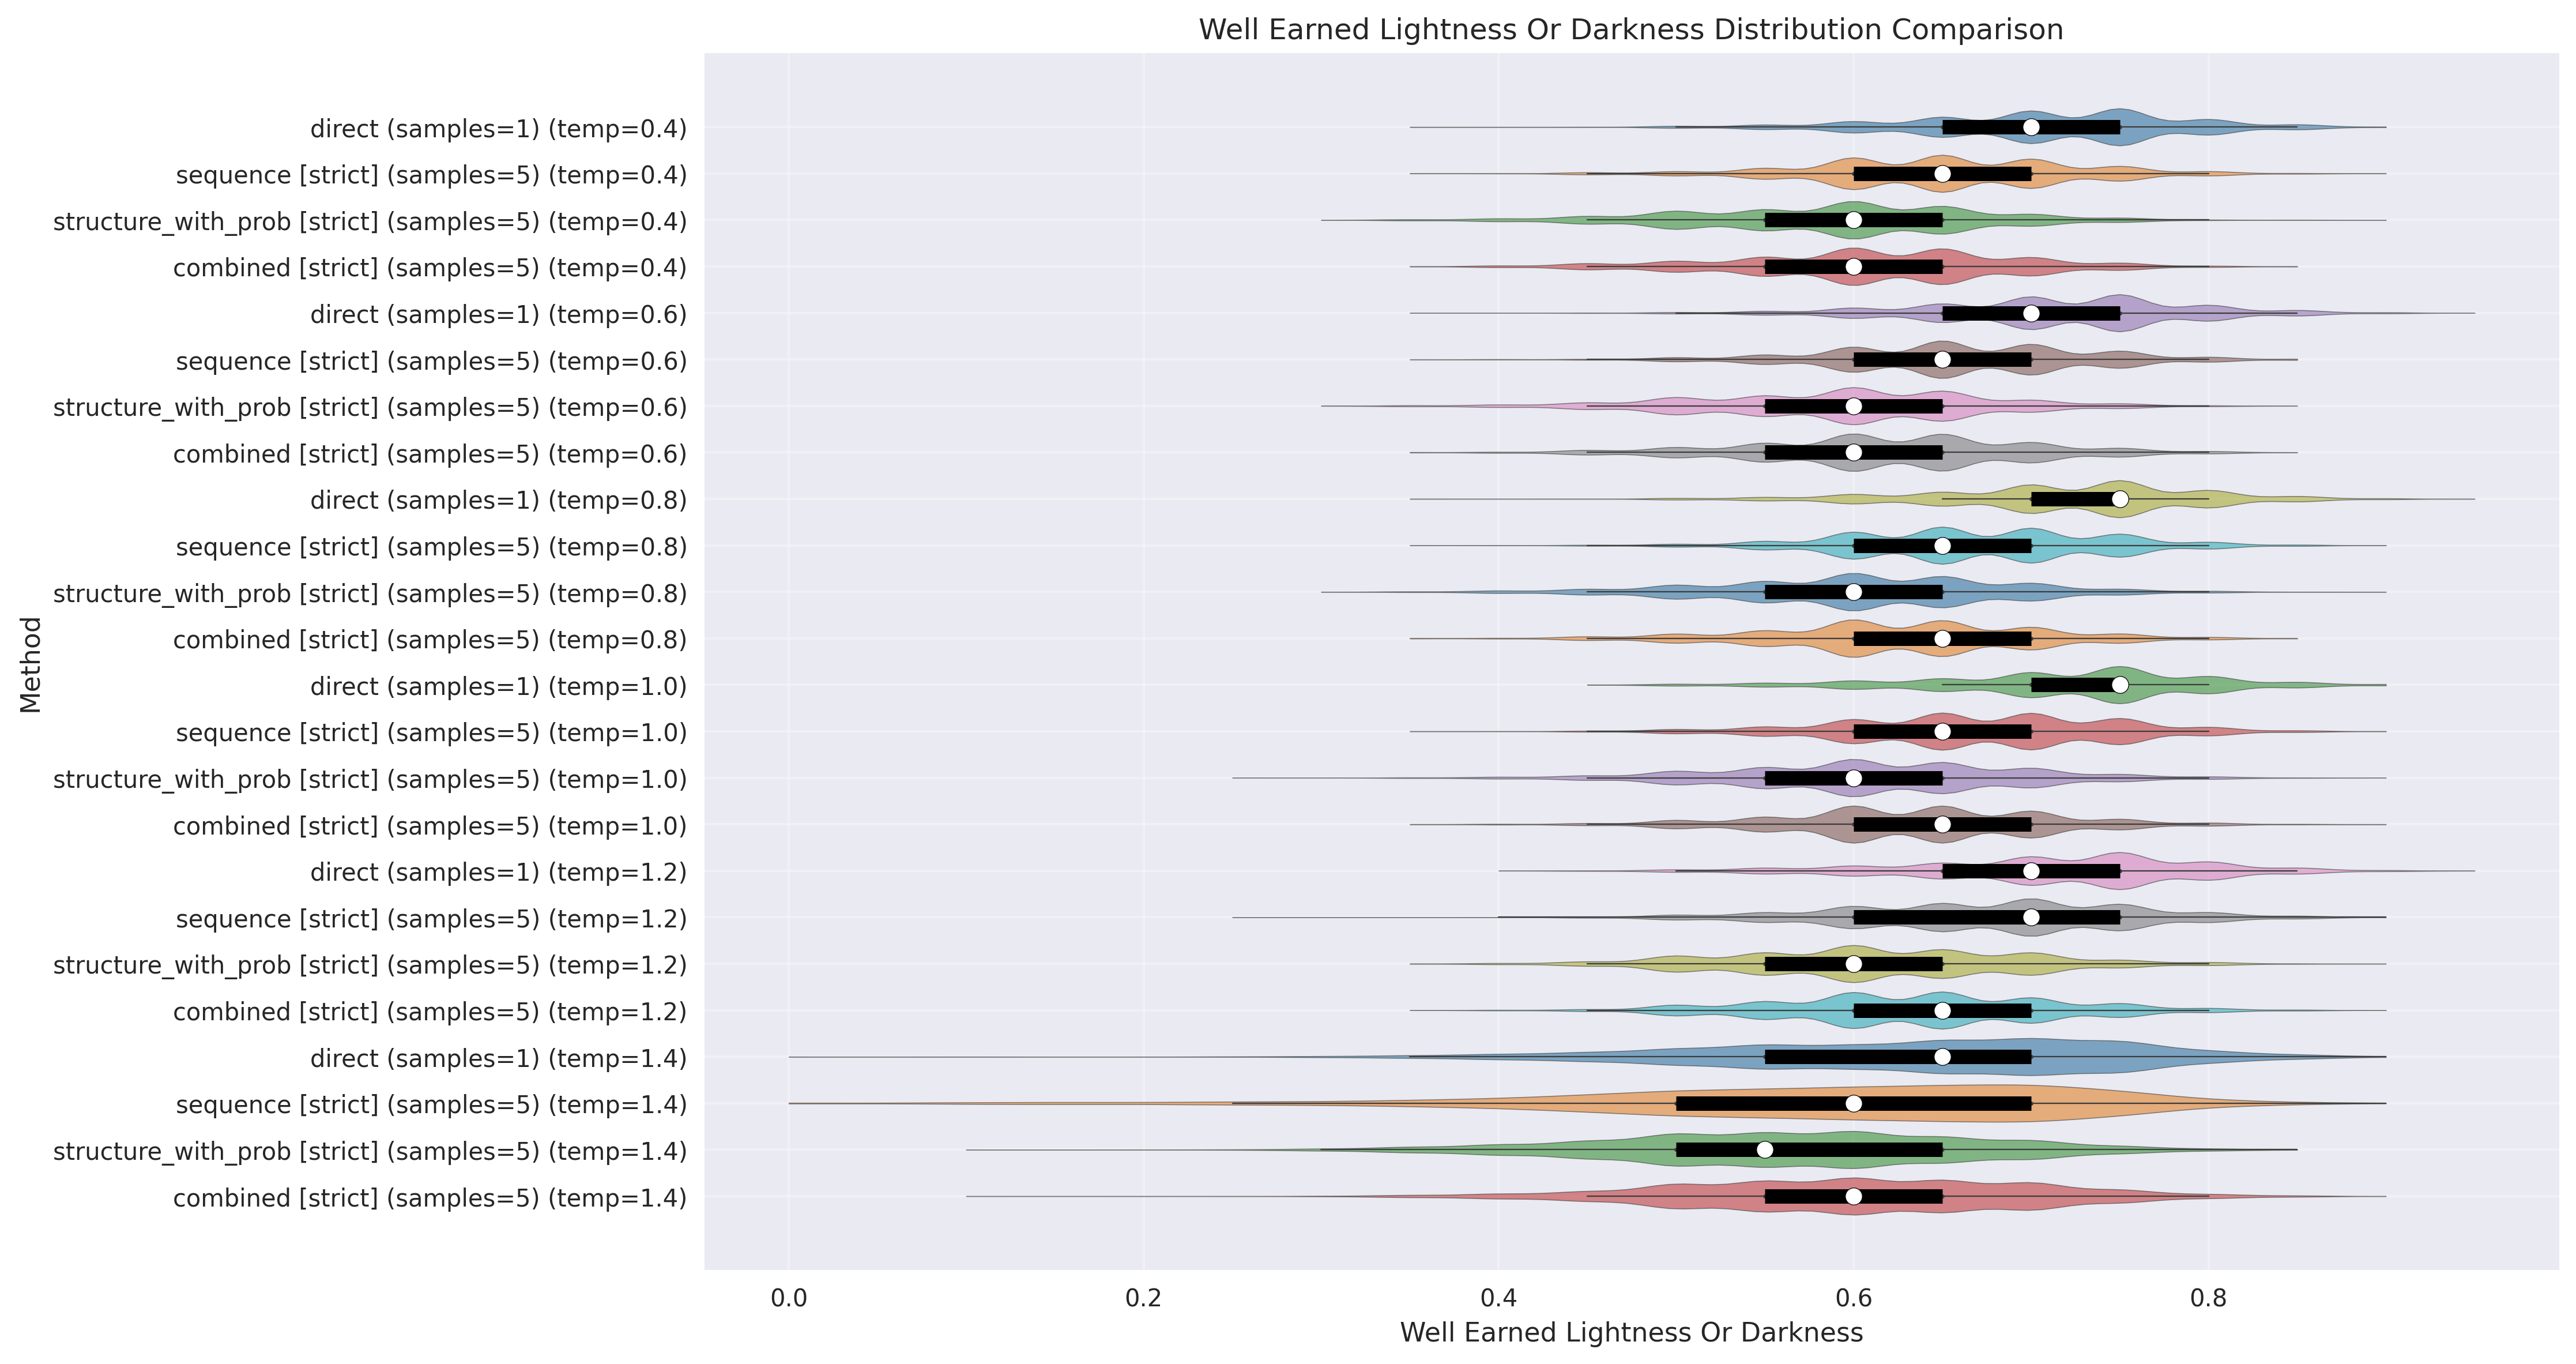 Well Earned Lightness Or Darkness Distribution Comparison
direct (samples=1) (temp=0.4)
sequence [strict] (samples=5) (temp=0.4)
structure_with_prob [strict] (samples=5) (temp=0.4)
combined [strict] (samples=5) (temp=0.4)
direct (samples=1) (temp=0.6)
sequence [strict] (samples=5) (temp=0.6)
structure_with_prob [strict] (samples=5) (temp=0.6)
combined [strict] (samples=5) (temp=0.6)
direct (samples=1) (temp=0.8)
sequence [strict] (samples=5) (temp=0.8)
structure_with_prob [strict] (samples=5) (temp=0.8)
combined [strict] (samples=5) (temp=0.8)
direct (samples=1) (temp=1.0)
sequence [strict] (samples=5) (temp=1.0)
structure_with_prob [strict] (samples=5) (temp=1.0)
combined [strict] (samples=5) (temp=1.0)
direct (samples=1) (temp=1.2)
sequence [strict] (samples=5) (temp=1.2)
structure_with_prob [strict] (samples=5) (temp=1.2)
combined [strict] (samples=5) (temp=1.2)
direct (samples=1) (temp=1.4)
sequence [strict] (samples=5) (temp=1.4)
structure_with_prob [strict] (samples=5) (temp=1.4)
combined [strict] (samples=5) (temp=1.4)
Method
0.0 0.2 0.4 0.6 0.8
Well Earned Lightness Or Darkness